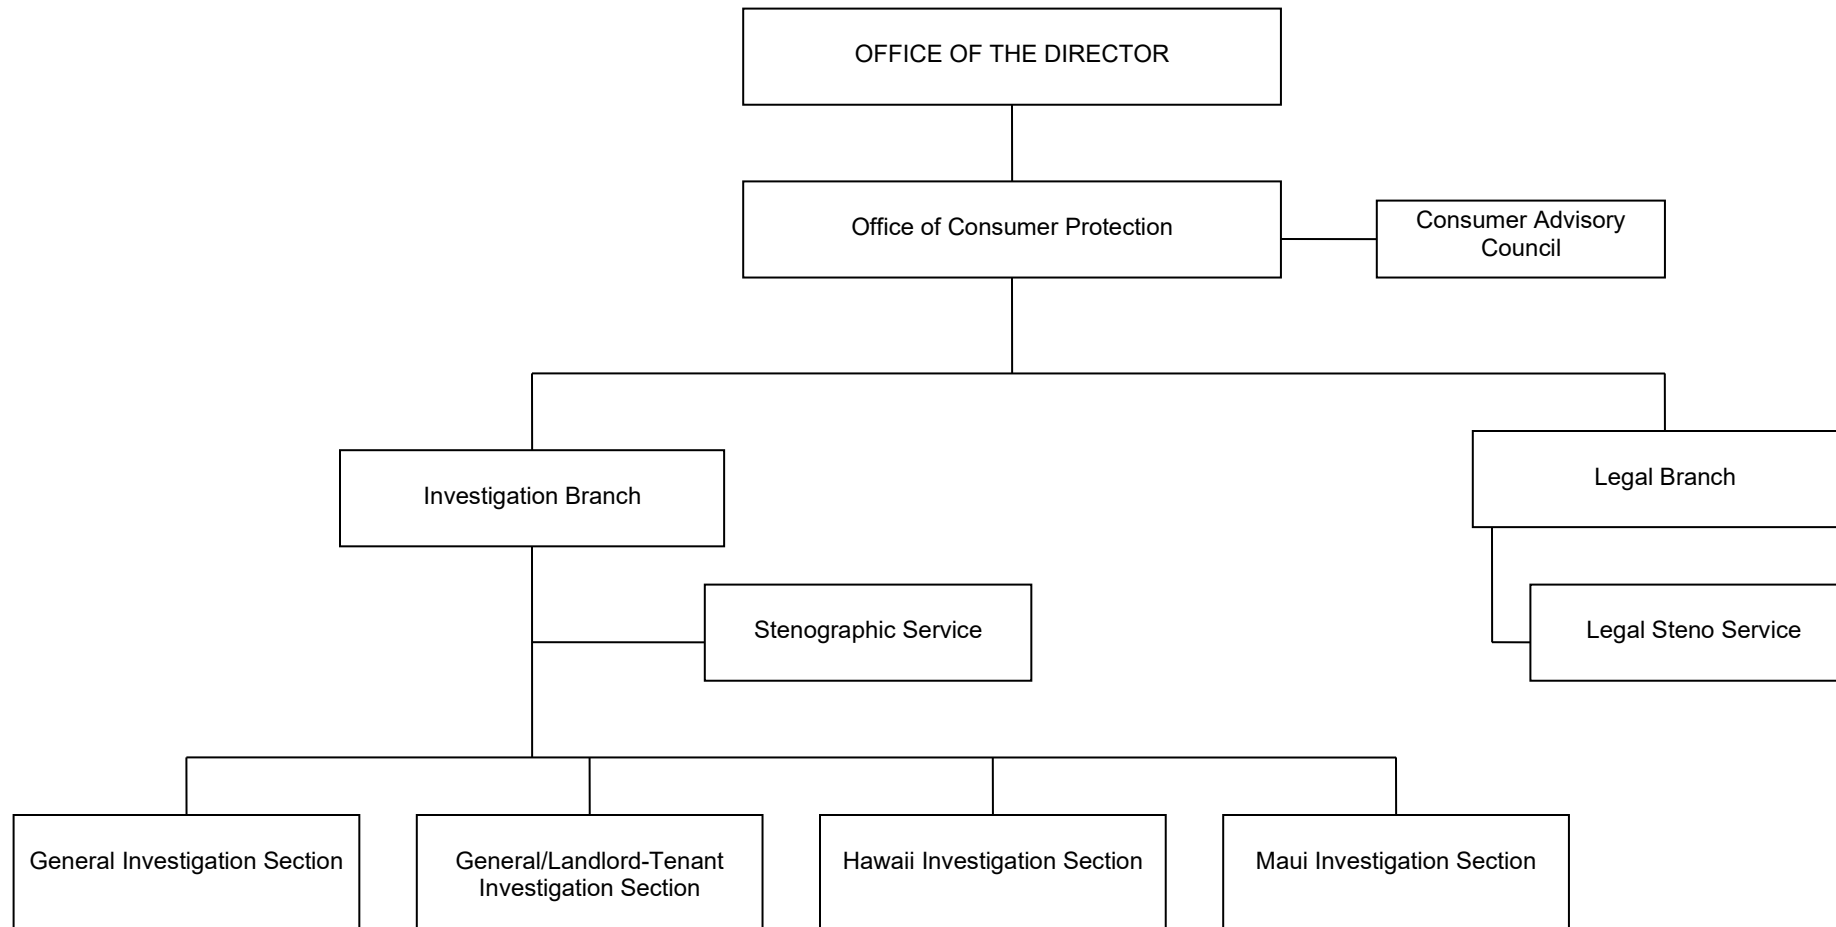 OFFICE OF THE DIRECTOR
Office of Consumer Protection
Consumer Advisory
Council
Investigation Branch
Legal Branch
Stenographic Service
Legal Steno Service
General Investigation Section
General/Landlord-Tenant
Investigation Section
Hawaii Investigation Section
Maui Investigation Section